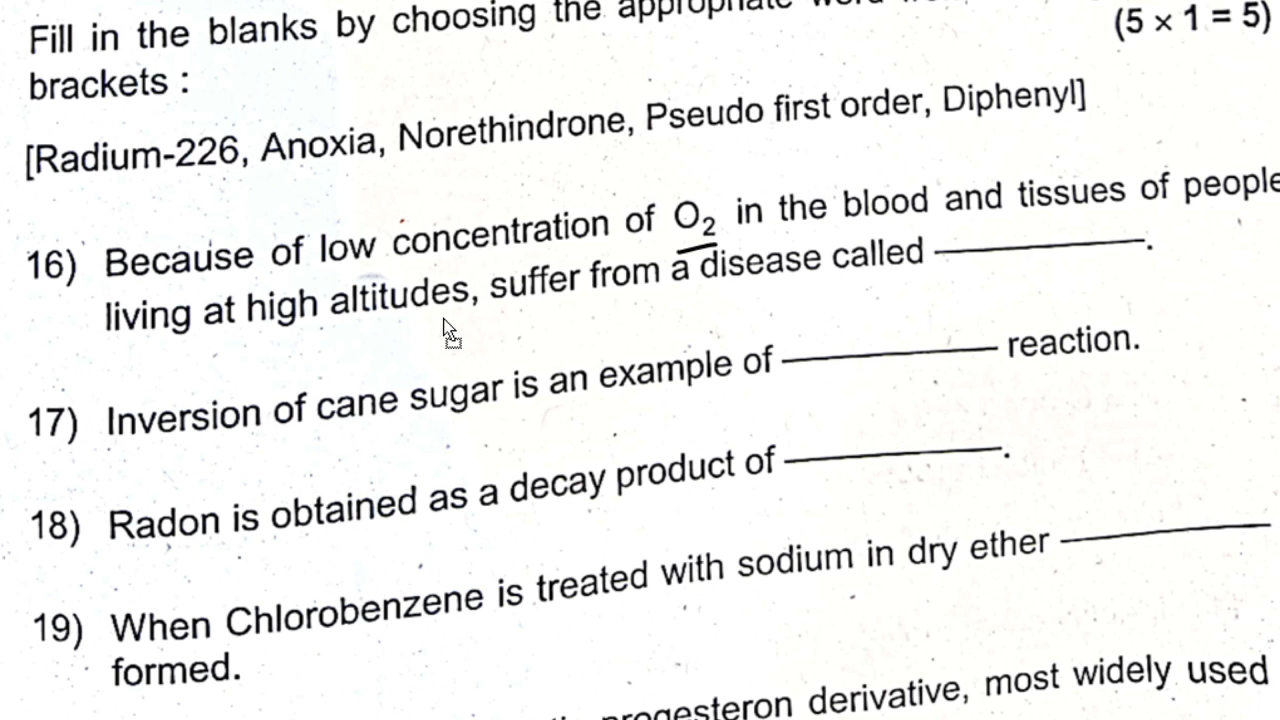 Fill in the blanks by choosing the appropriate word
brackets :
(5 × 1 = 5)
[Radium-226, Anoxia, Norethindrone, Pseudo first order, Diphenyl]
16) Because of low concentration of O₂ in the blood and tissues of people
living at high altitudes, suffer from a disease called ————.
17) Inversion of cane sugar is an example of ———— reaction.
18) Radon is obtained as a decay product of ————.
19) When Chlorobenzene is treated with sodium in dry ether ————
formed.
progesteron derivative, most widely used